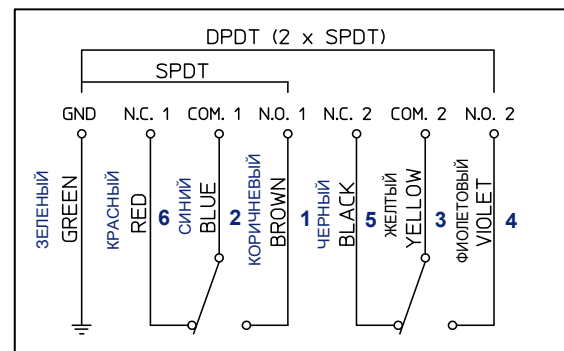 DPDT (2 x SPDT)
SPDT
GND N.C. 1 COM. 1 N.O. 1 N.C. 2 COM. 2 N.O. 2
ЗЕЛЕНЫЙ
GREEN
КРАСНЫЙ
RED
6
СИНИЙ
BLUE
2
КОРИЧНЕВЫЙ
BROWN
1
ЧЕРНЫЙ
BLACK
5
ЖЕЛТЫЙ
YELLOW
3
ФИОЛЕТОВЫЙ
VIOLET
4